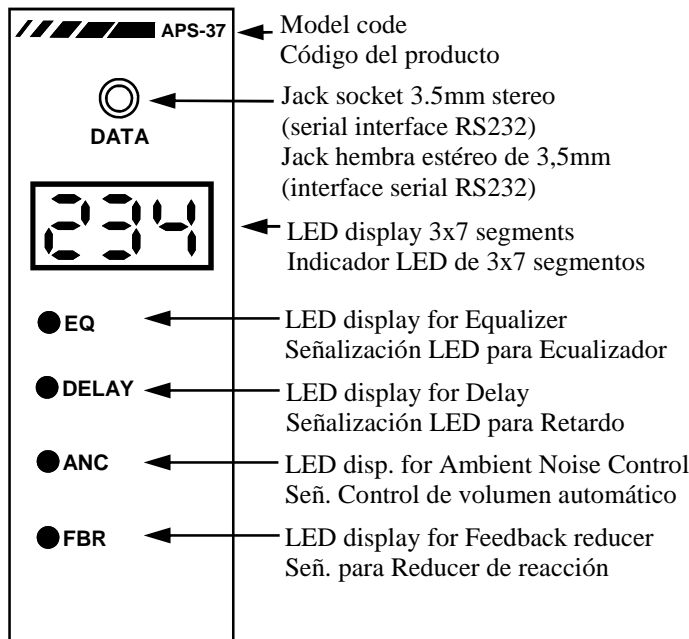 APS-37
Model code
Código del producto
DATA
Jack socket 3.5mm stereo
(serial interface RS232)
Jack hembra estéreo de 3,5mm
(interface serial RS232)
234
LED display 3x7 segments
Indicador LED de 3x7 segmentos
EQ
LED display for Equalizer
Señalización LED para Ecualizador
DELAY
LED display for Delay
Señalización LED para Retardo
ANC
LED disp. for Ambient Noise Control
Señ. Control de volumen automático
FBR
LED display for Feedback reducer
Señ. para Reducer de reacción